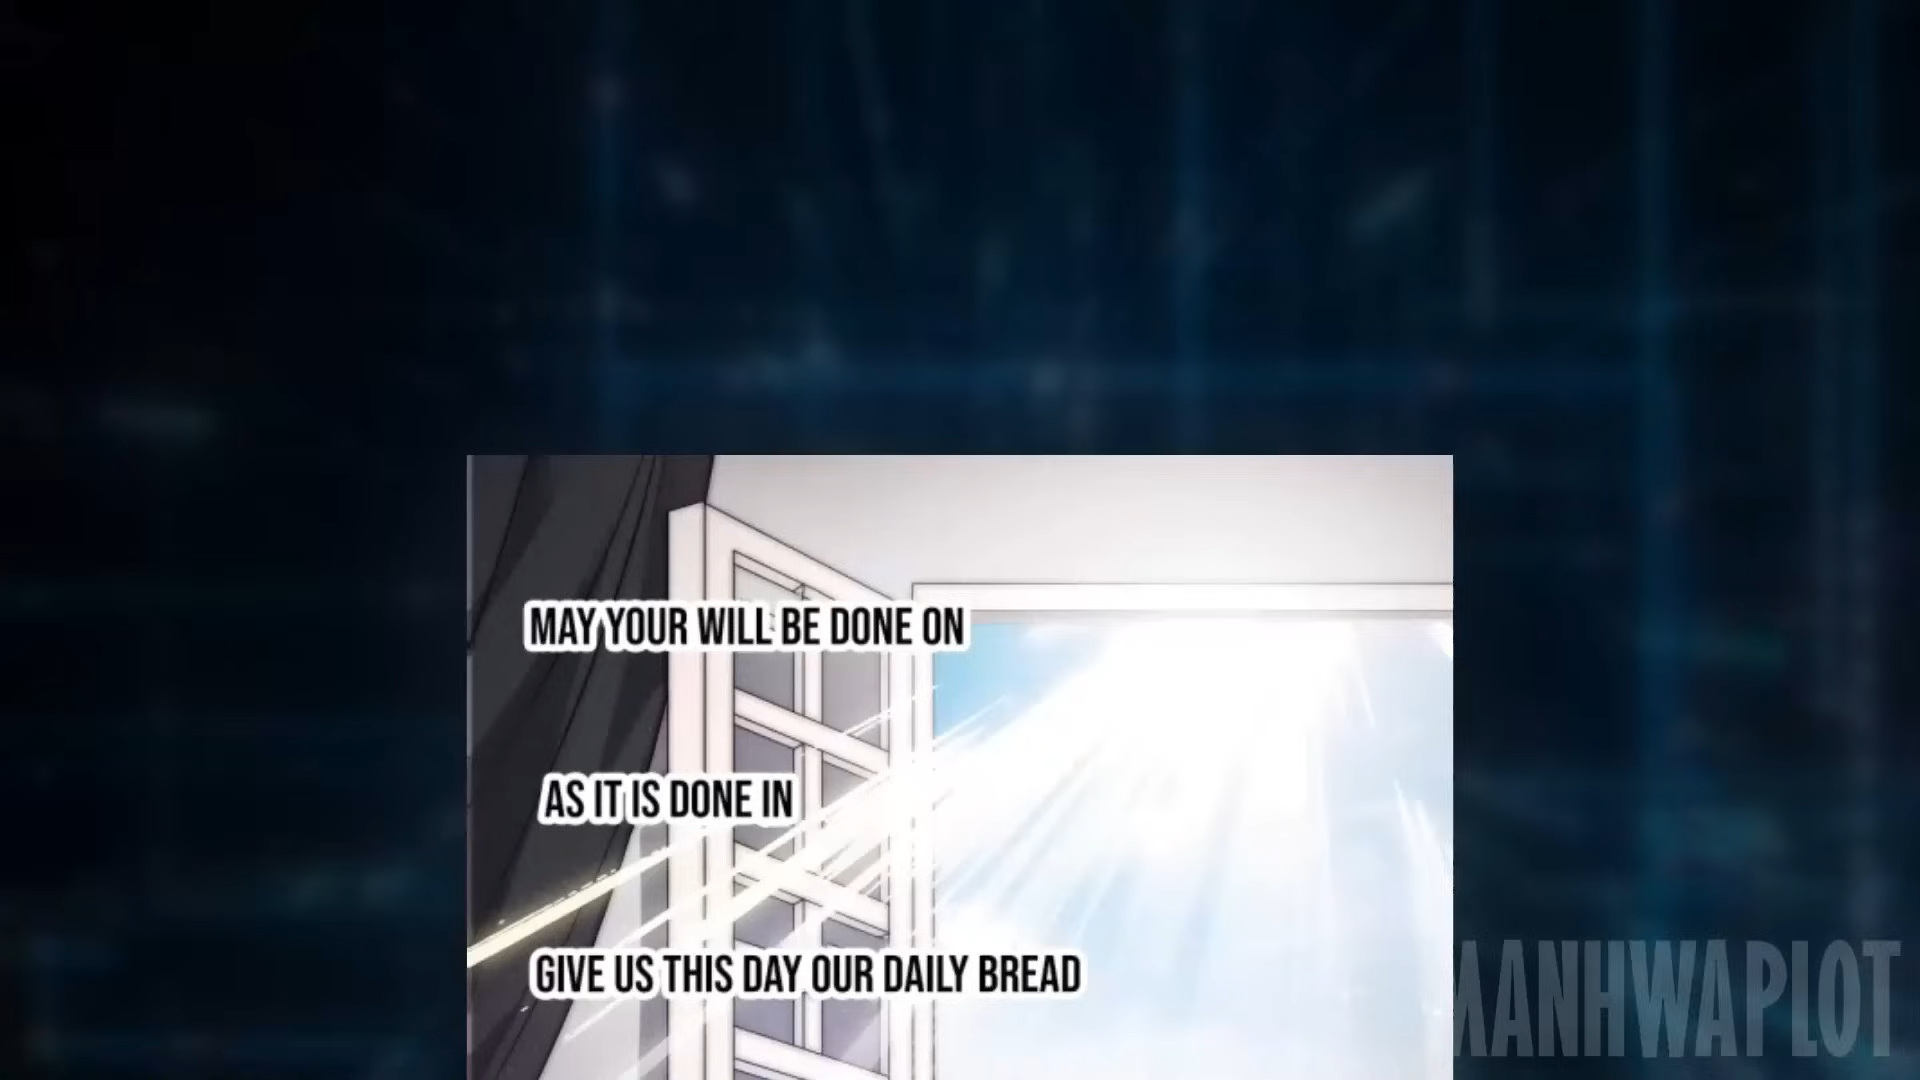 MAY YOUR WILL BE DONE ON
AS IT IS DONE IN
GIVE US THIS DAY OUR DAILY BREAD
MANHWAPLOT